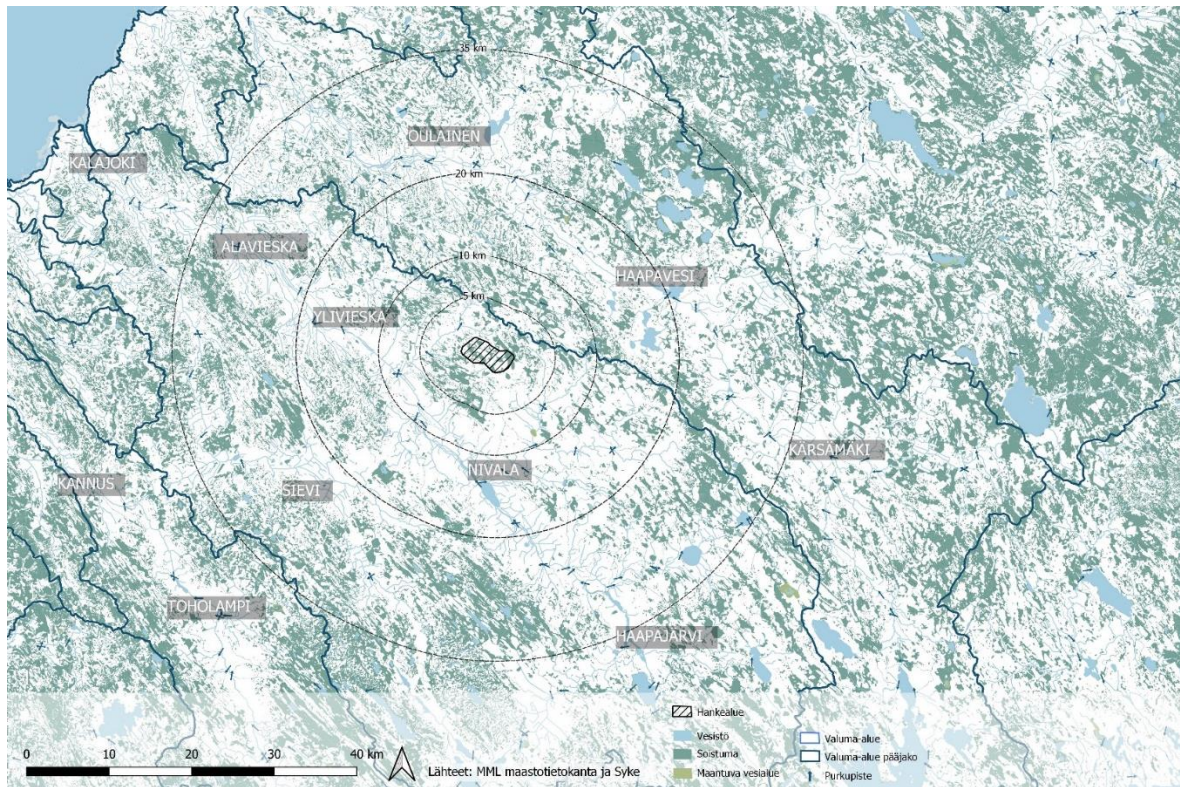 35 km
OULAINEN
KALAJOKI
20 km
ALAVIESKA
10 km
HAAPAVESI
5 km
YLIVIESKA
KÄRSÄMÄKI
NIVALA
KANNUS
SIEVI
TOHOLAMPI
HAAPAJÄRVI
0 10 20 30 40 km
Lähteet: MML maastotietokanta ja Syke
Hankealue
Vesistö
Soistuma
Maantuva vesialue
Valuma-alue
Valuma-alue pääjako
Purkupiste